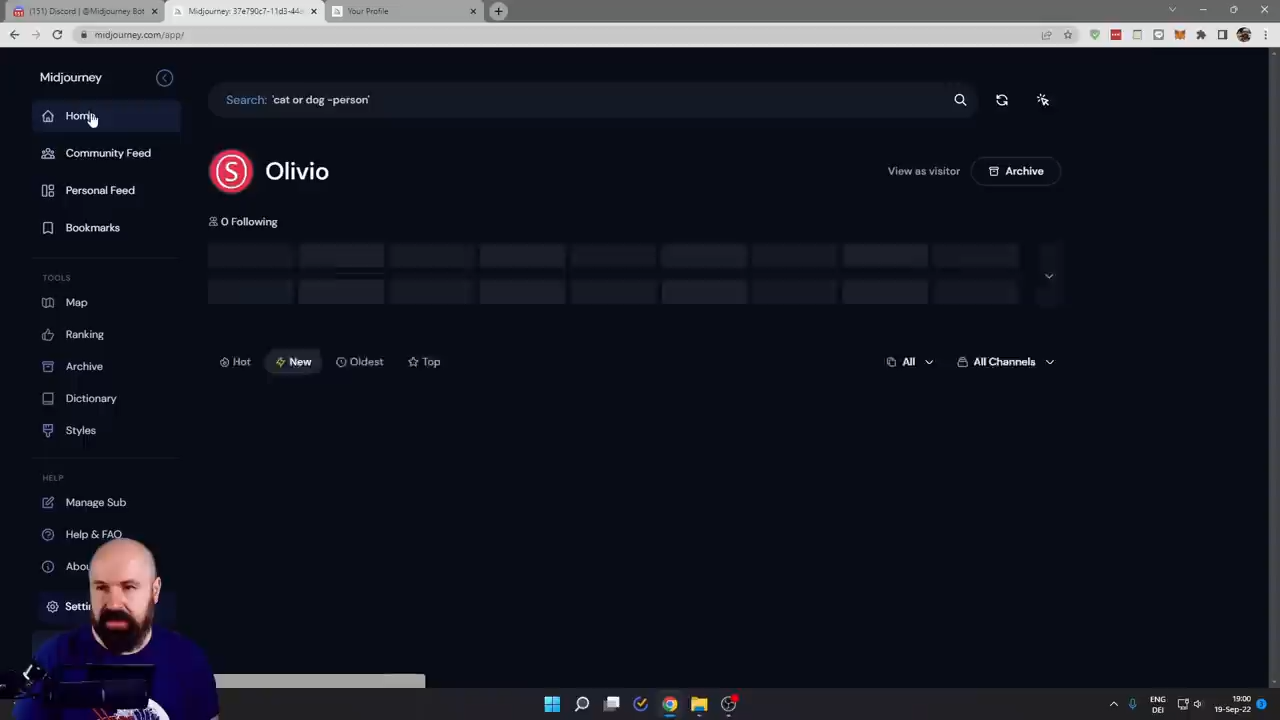 (151) Discord | @Midjourney Bot
Midjourney: 37e790c7-11d3-44a
Your Profile
midjourney.com/app/
Midjourney
Search: 'cat or dog -person'
Home
Olivio
View as visitor
Archive
Community Feed
Personal Feed
0 Following
Bookmarks
TOOLS
Map
Ranking
Hot
New
Oldest
Top
All
All Channels
Archive
Dictionary
Styles
HELP
Manage Sub
Help & FAQ
ENG
DEI
19:00
19-Sep-22